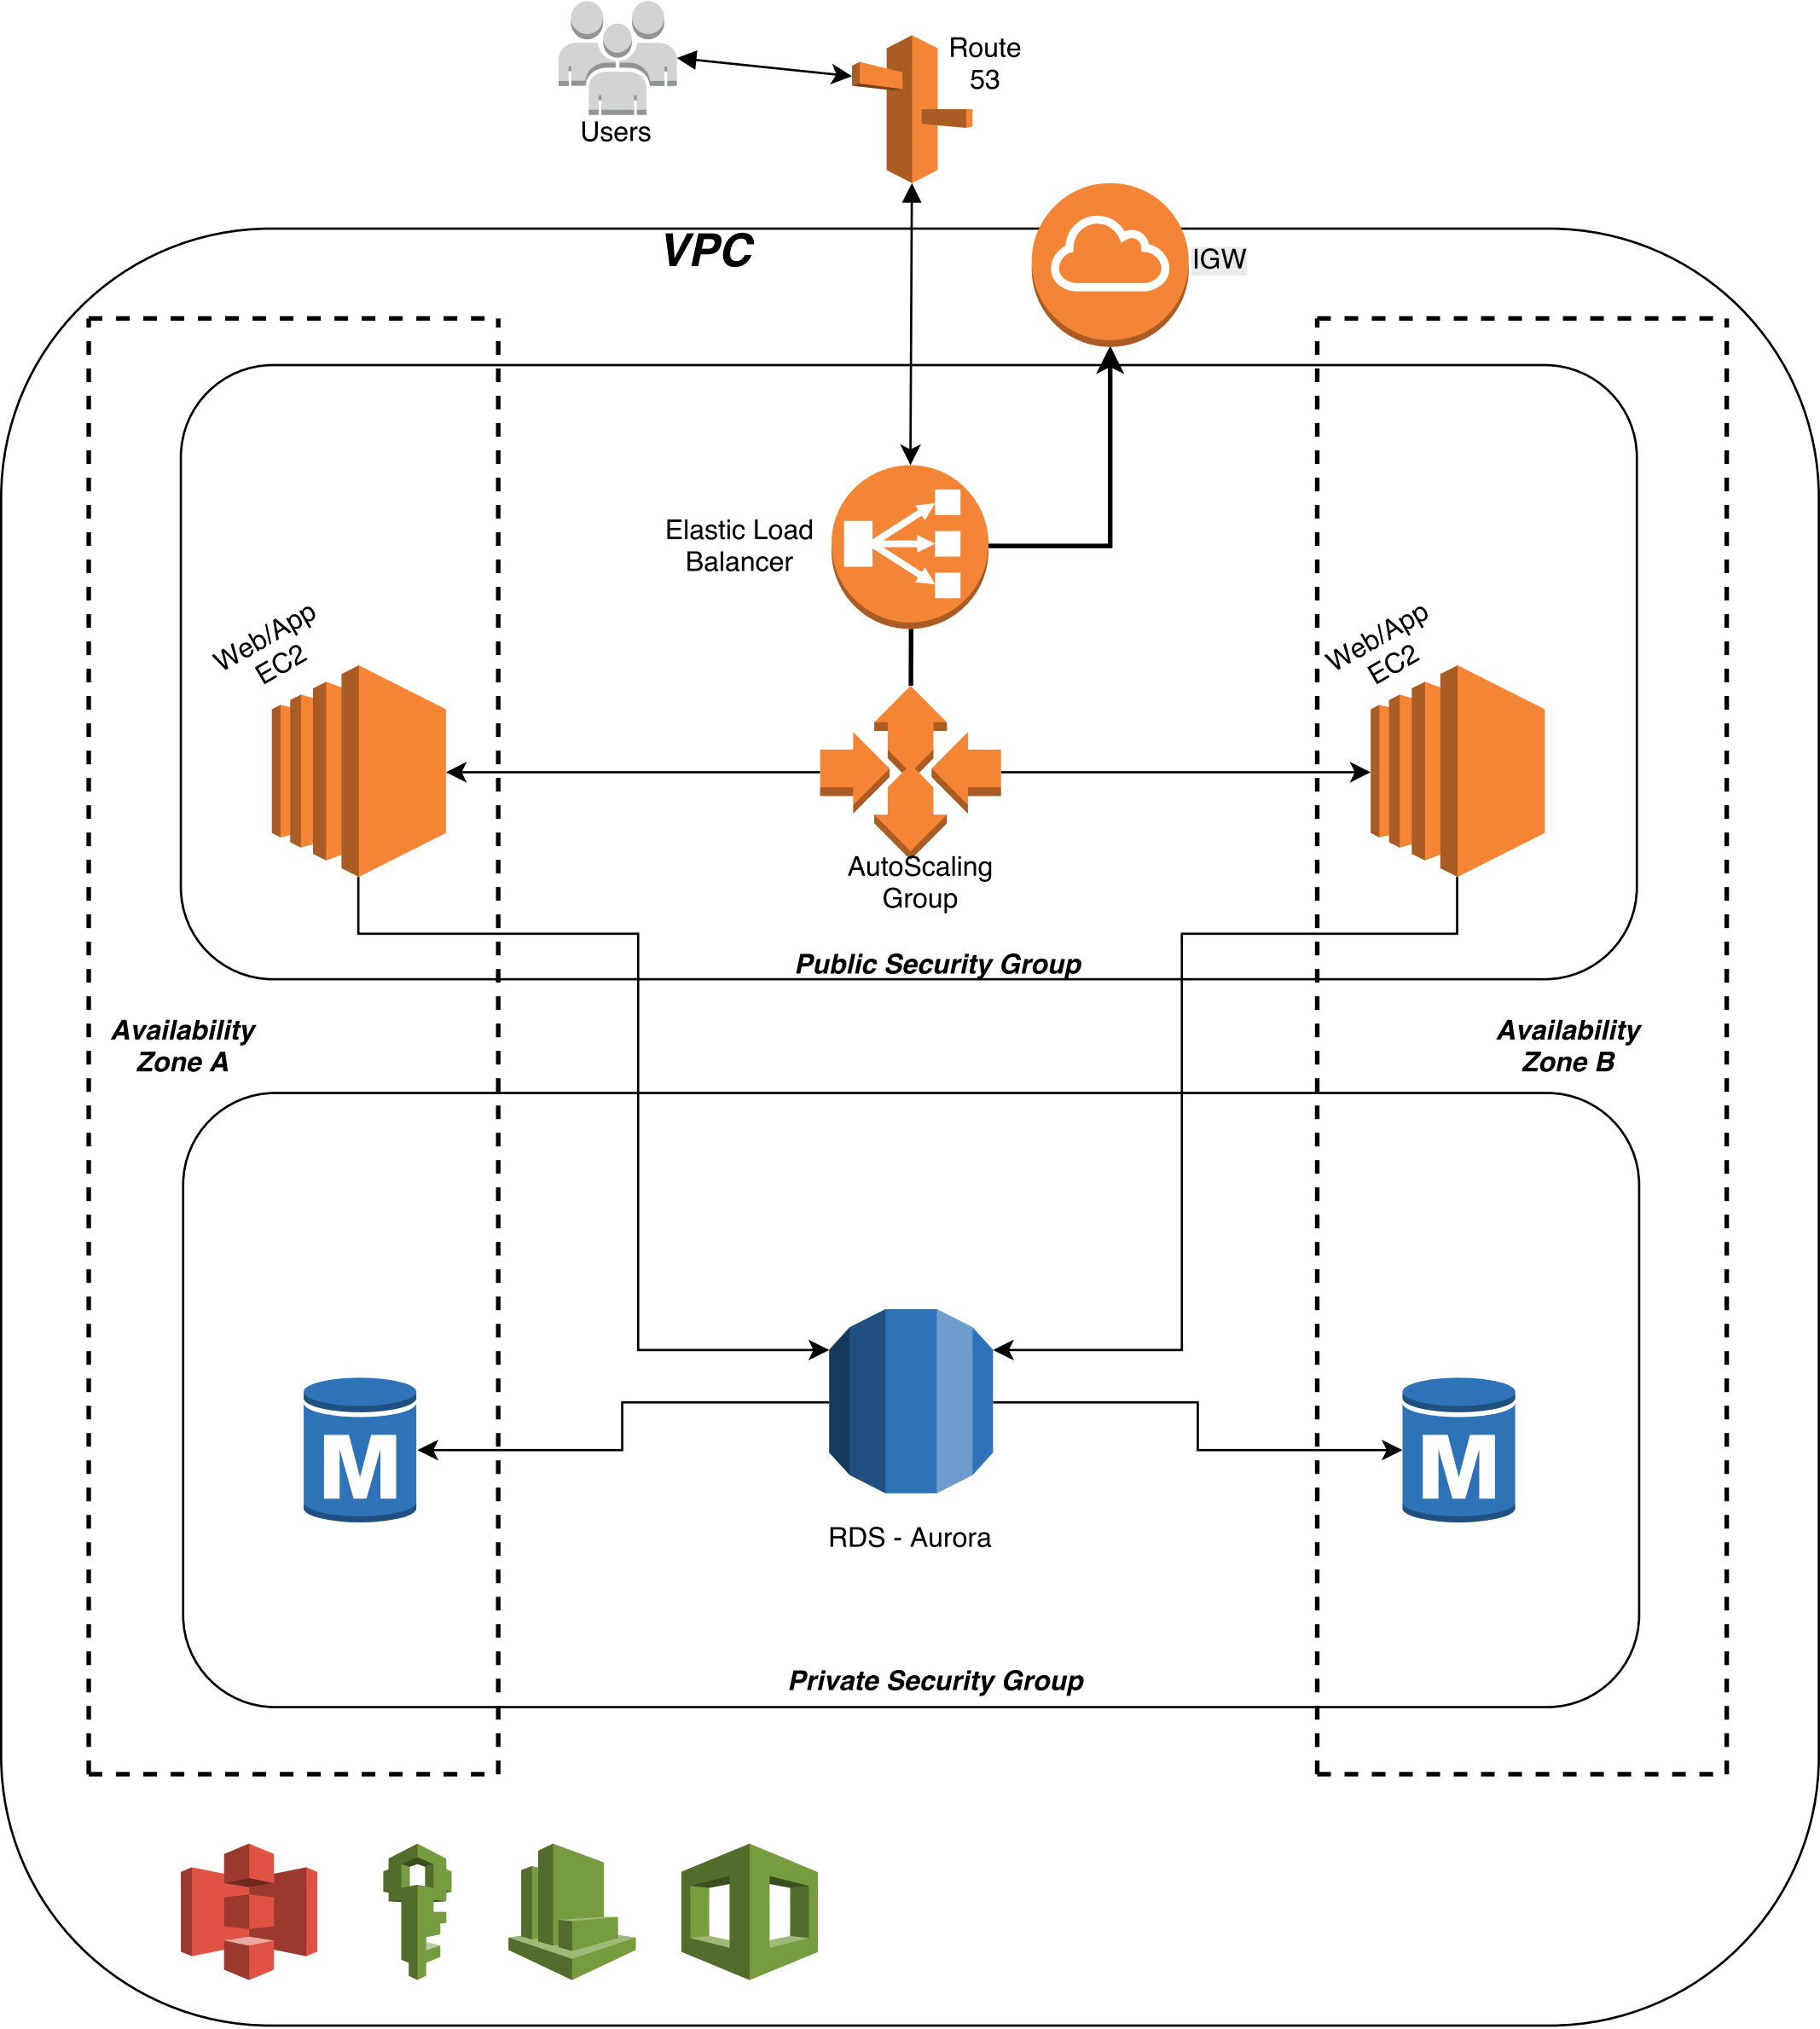 Users
Route
53
VPC
IGW
Elastic Load
Balancer
Web/App
EC2
Web/App
EC2
AutoScaling
Group
Public Security Group
Availability
Zone A
Availability
Zone B
M
M
RDS - Aurora
Private Security Group